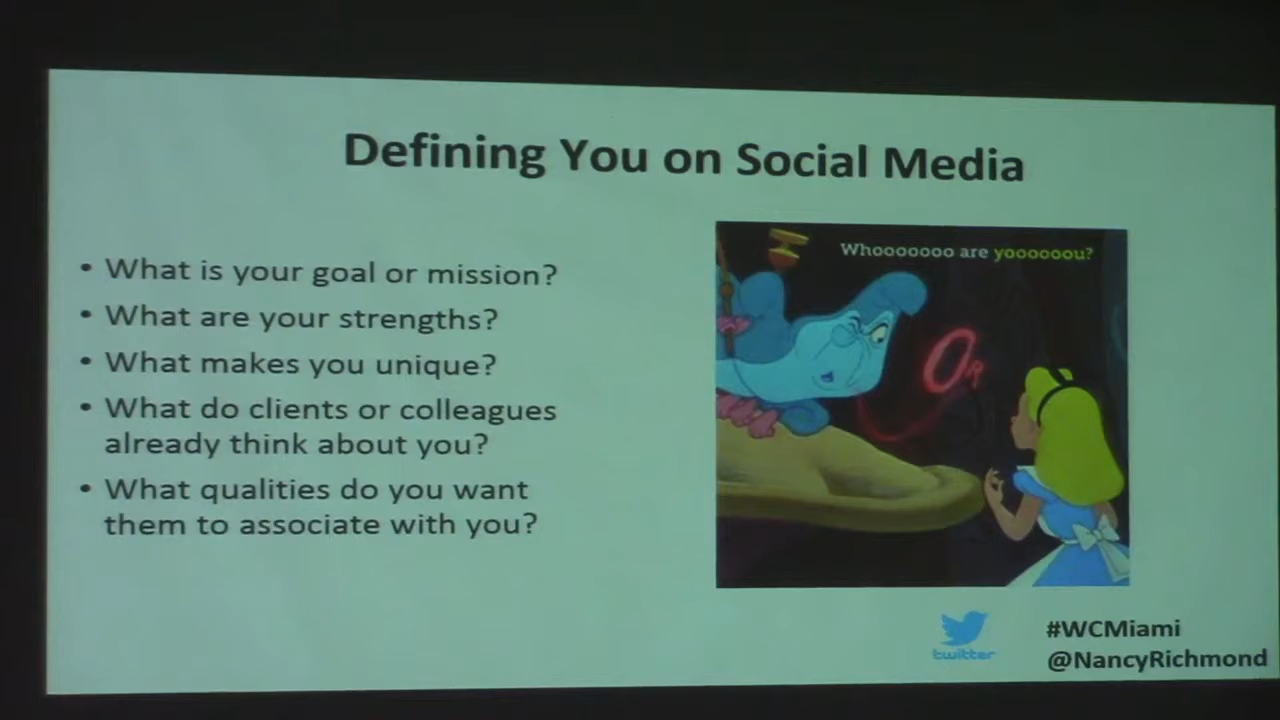 Defining You on Social Media
• What is your goal or mission?
• What are your strengths?
• What makes you unique?
• What do clients or colleagues
already think about you?
• What qualities do you want
them to associate with you?
Whooooooo are yoooooou?
OR
twitter
#WCMiami
@NancyRichmond